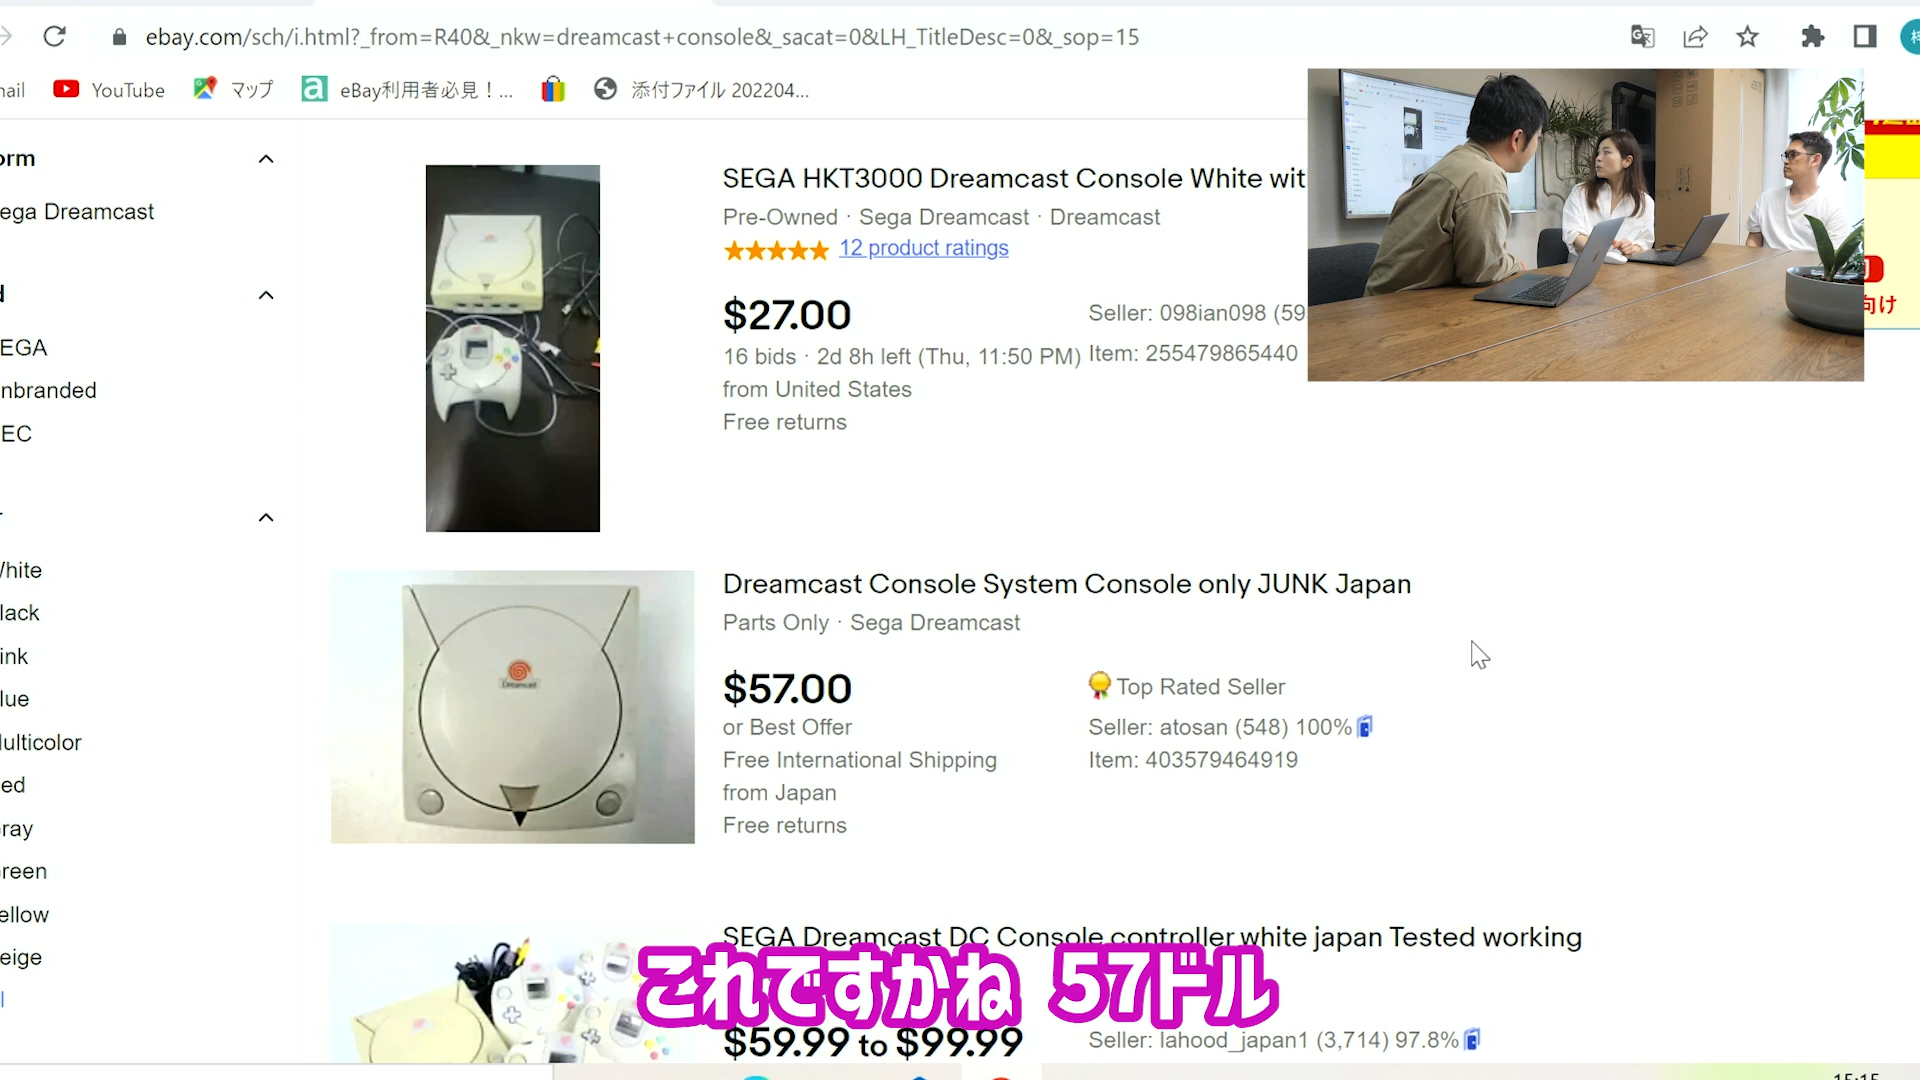 ebay.com/sch/i.html?_from=R40&_nkw=dreamcast+console&_sacat=0&LH_TitleDesc=0&_sop=15
YouTube
マップ
eBay利用者必見！...
添付ファイル 202204...
orm
ega Dreamcast
EGA
nbranded
EC
hite
lack
ink
lue
ulticolor
ed
ray
reen
ellow
eige
SEGA HKT3000 Dreamcast Console White wit
Pre-Owned · Sega Dreamcast · Dreamcast
12 product ratings
$27.00
Seller: 098ian098 (59
16 bids · 2d 8h left (Thu, 11:50 PM)
Item: 255479865440
from United States
Free returns
向け
Dreamcast Console System Console only JUNK Japan
Parts Only · Sega Dreamcast
Dreamcast
$57.00
Top Rated Seller
or Best Offer
Seller: atosan (548) 100%
Free International Shipping
Item: 403579464919
from Japan
Free returns
SEGA Dreamcast DC Console controller white japan Tested working
これですかね 57ドル
$59.99 to $99.99
Seller: lahood_japan1 (3,714) 97.8%
15:15